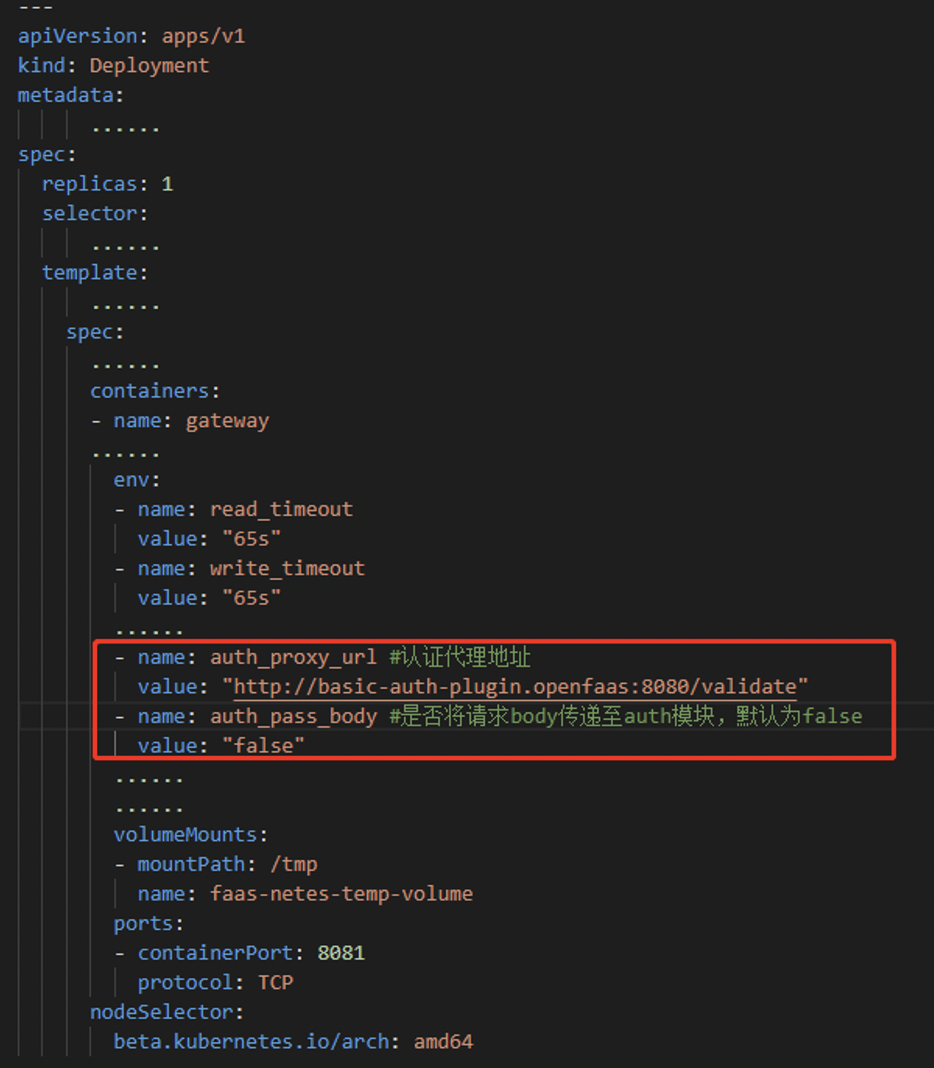 ---
apiVersion: apps/v1
kind: Deployment
metadata:
......
spec:
replicas: 1
selector:
......
template:
......
spec:
......
containers:
- name: gateway
......
env:
- name: read_timeout
value: "65s"
- name: write_timeout
value: "65s"
......
- name: auth_proxy_url #认证代理地址
value: "http://basic-auth-plugin.openfaas:8080/validate"
- name: auth_pass_body #是否将请求body传递至auth模块，默认为false
value: "false"
......
......
volumeMounts:
- mountPath: /tmp
name: faas-netes-temp-volume
ports:
- containerPort: 8081
protocol: TCP
nodeSelector:
beta.kubernetes.io/arch: amd64